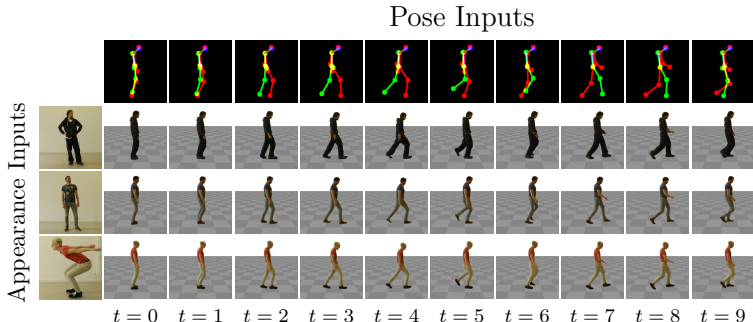 Pose Inputs
Appearance Inputs
t = 0 t = 1 t = 2 t = 3 t = 4 t = 5 t = 6 t = 7 t = 8 t = 9